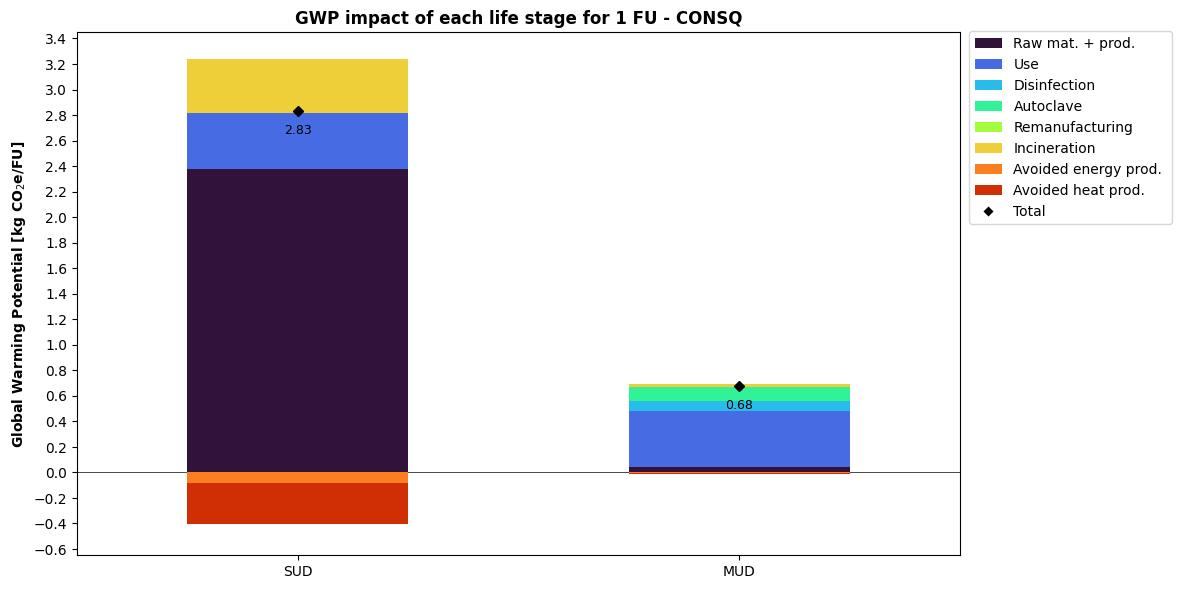 GWP impact of each life stage for 1 FU - CONSQ
Global Warming Potential [kg CO₂e/FU]
3.4
3.2
3.0
2.8
2.6
2.4
2.2
2.0
1.8
1.6
1.4
1.2
1.0
0.8
0.6
0.4
0.2
0.0
−0.2
−0.4
−0.6
2.83
0.68
SUD
MUD
Raw mat. + prod.
Use
Disinfection
Autoclave
Remanufacturing
Incineration
Avoided energy prod.
Avoided heat prod.
Total